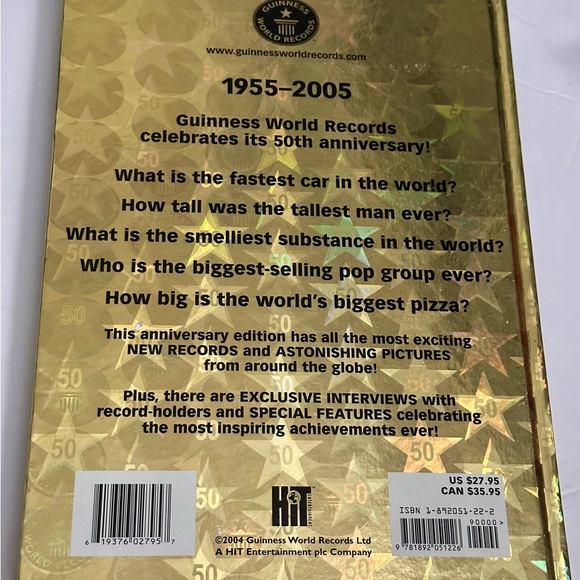 GUINNESS WORLD RECORDS
www.guinnessworldrecords.com
1955–2005
Guinness World Records
celebrates its 50th anniversary!
What is the fastest car in the world?
How tall was the tallest man ever?
What is the smelliest substance in the world?
Who is the biggest-selling pop group ever?
How big is the world's biggest pizza?
This anniversary edition has all the most exciting
NEW RECORDS and ASTONISHING PICTURES
from around the globe!
Plus, there are EXCLUSIVE INTERVIEWS with
record-holders and SPECIAL FEATURES celebrating
the most inspiring achievements ever!
6 19376 02795 7
HIT ENTERTAINMENT
©2004 Guinness World Records Ltd
A HIT Entertainment plc Company
US $27.95
CAN $35.95
ISBN 1-892051-22-2
90000>
9 781892 051226